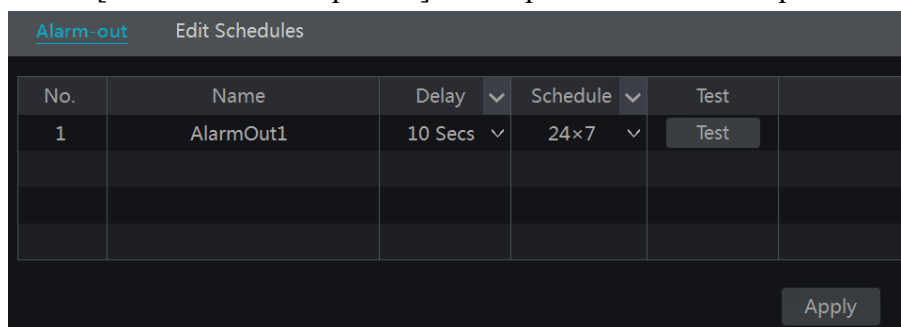 Alarm-out Edit Schedules
No. Name Delay Schedule Test
1 AlarmOut1 10 Secs 24×7 Test
Apply